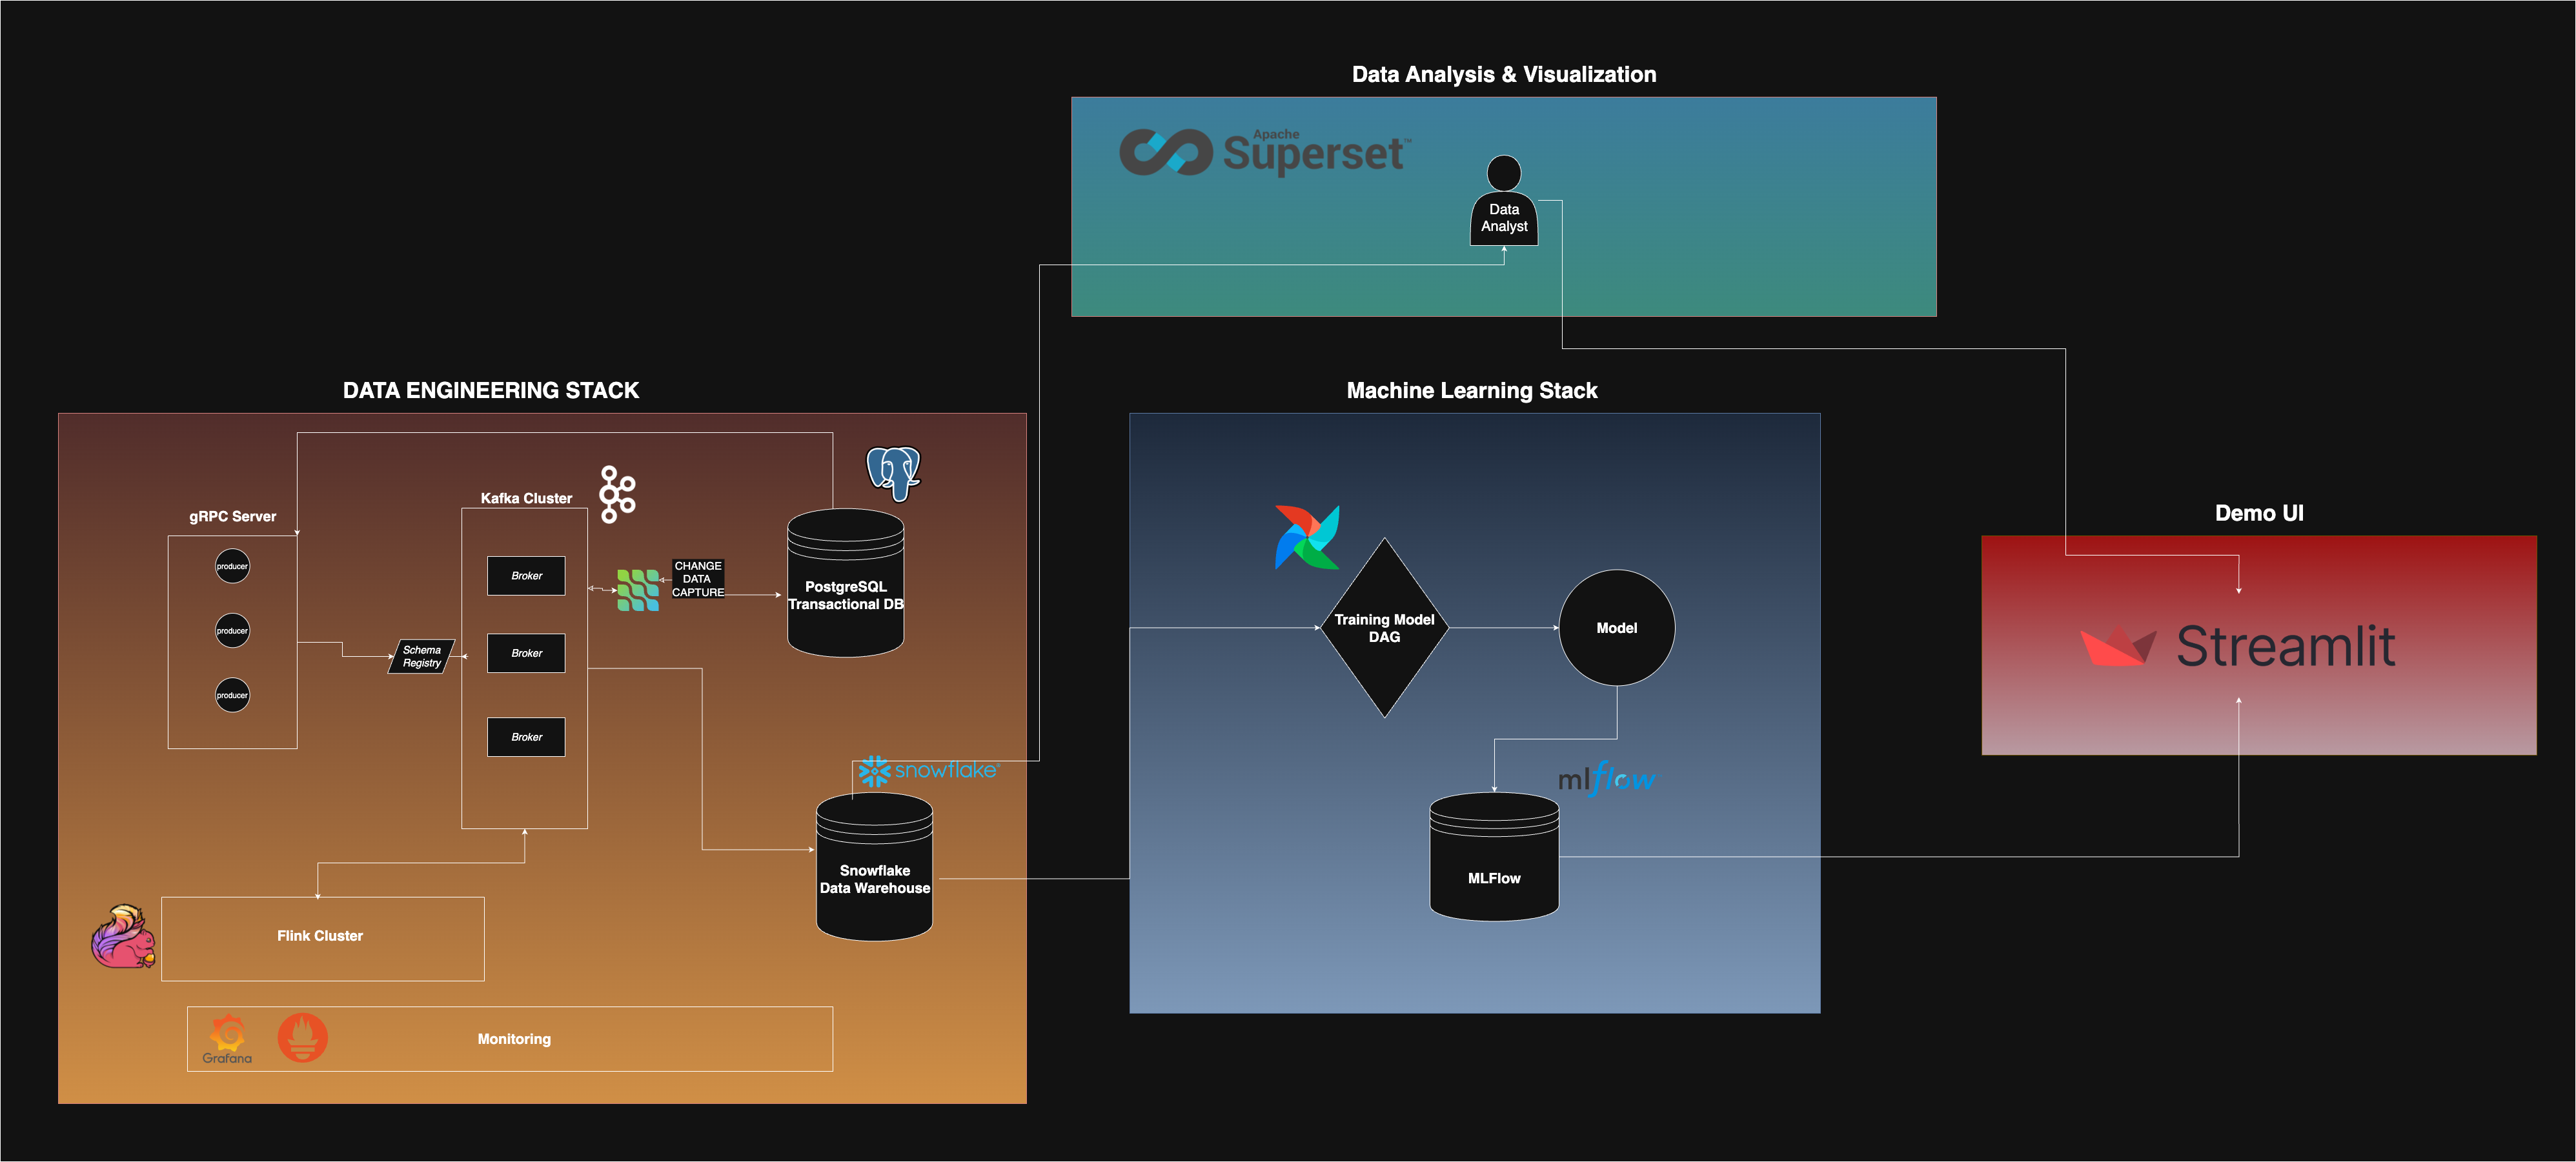 Data Analysis & Visualization
Apache
Superset™
Data
Analyst
DATA ENGINEERING STACK
gRPC Server
producer
producer
producer
Schema
Registry
Kafka Cluster
Broker
Broker
Broker
CHANGE
DATA
CAPTURE
PostgreSQL
Transactional DB
snowflake®
Snowflake
Data Warehouse
Flink Cluster
Grafana
Monitoring
Machine Learning Stack
Training Model
DAG
Model
mlflow
MLFlow
Demo UI
Streamlit